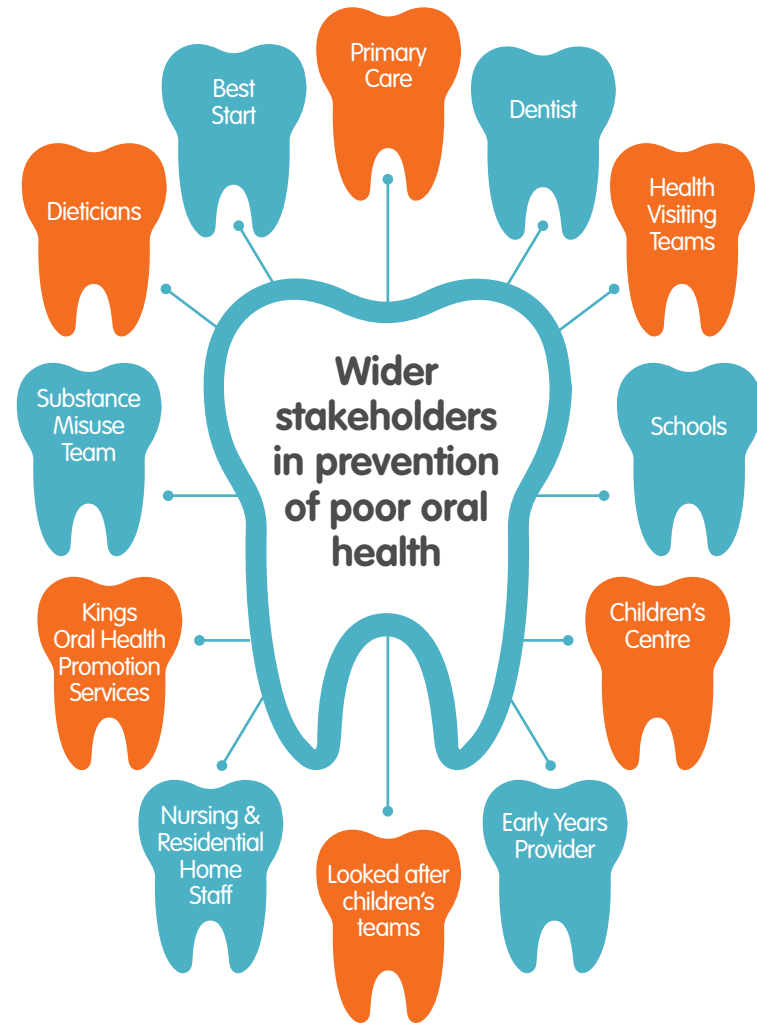 Primary
Care
Best
Start
Dentist
Dieticians
Health
Visiting
Teams
Wider
stakeholders
in prevention
of poor oral
health
Substance
Misuse
Team
Schools
Kings
Oral Health
Promotion
Services
Children's
Centre
Nursing &
Residential
Home
Staff
Early Years
Provider
Looked after
children's
teams